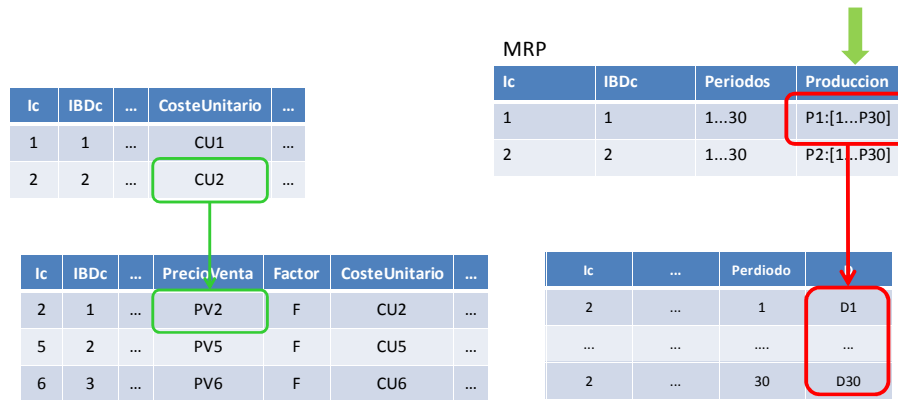 MRP
Ic IBDc Periodos Produccion
1 1 1...30 P1:[1...P30]
2 2 1...30 P2:[1...P30]
Ic IBDc ... CosteUnitario ...
1 1 ... CU1 ...
2 2 ... CU2 ...
Ic IBDc ... PrecioVenta Factor CosteUnitario ...
2 1 ... PV2 F CU2 ...
5 2 ... PV5 F CU5 ...
6 3 ... PV6 F CU6 ...
Ic ... Perdiodo D
2 ... 1 D1
... ... .... ...
2 ... 30 D30